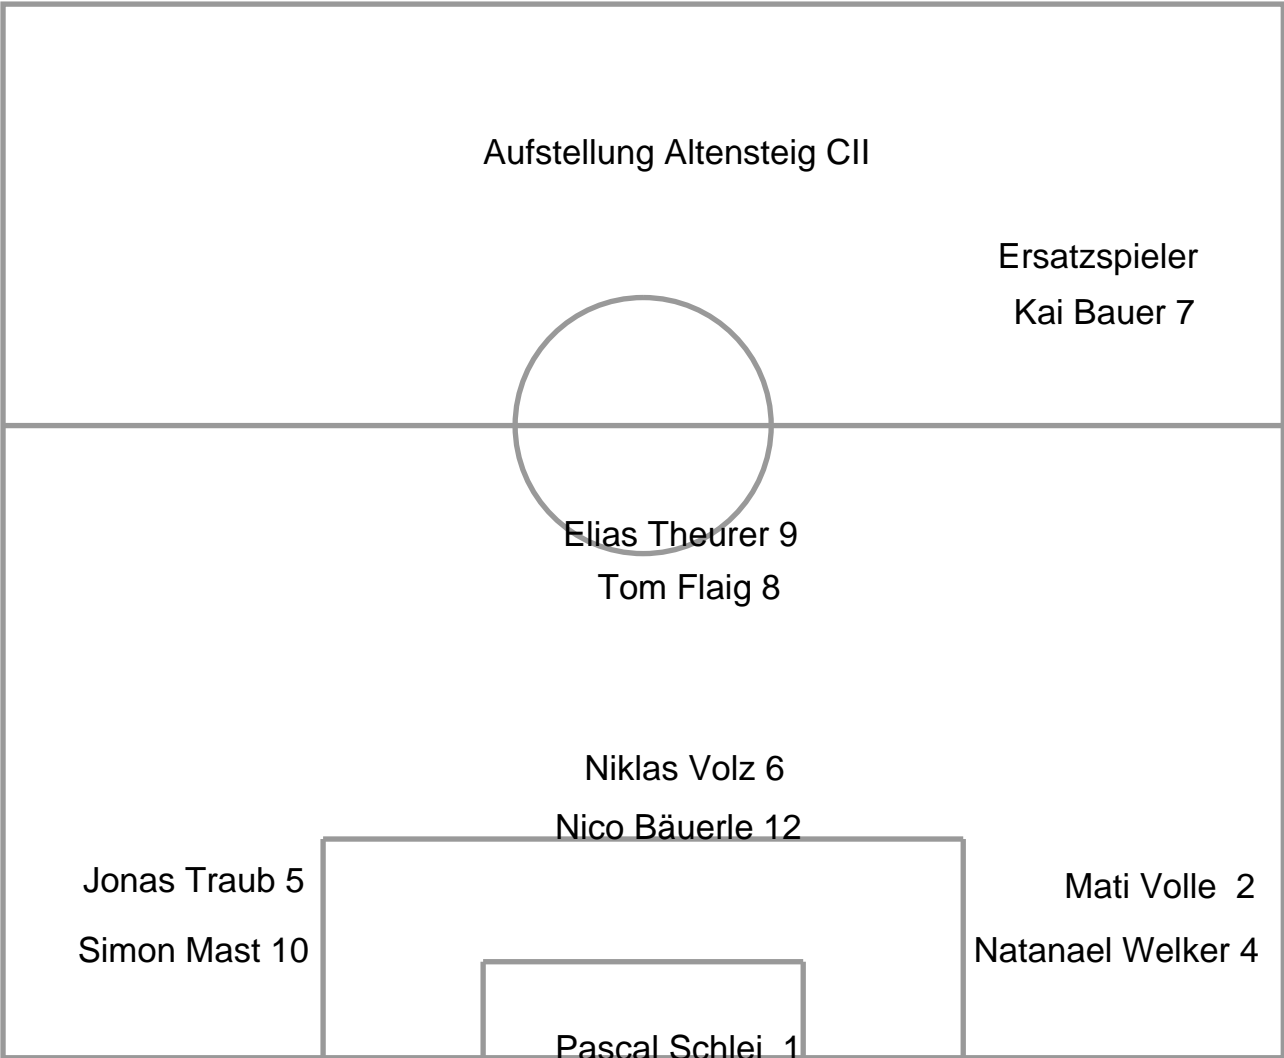 Aufstellung Altensteig CII
Ersatzspieler
Kai Bauer 7
Elias Theurer 9
Tom Flaig 8
Niklas Volz 6
Nico Bäuerle 12
Jonas Traub 5
Mati Volle 2
Simon Mast 10
Natanael Welker 4
Pascal Schlei 1